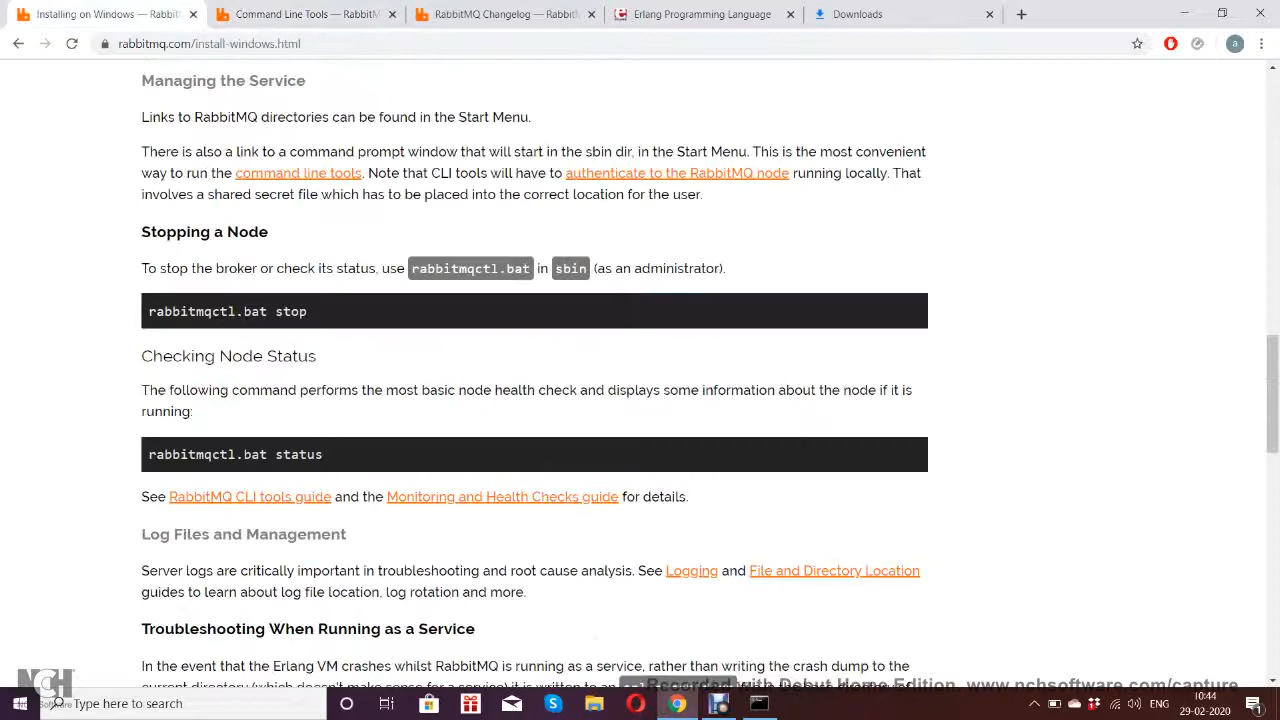 Installing on Windows — Rabbit
Command Line Tools — RabbitM
RabbitMQ Changelog — Rabbit
Erlang Programming Language
Downloads
rabbitmq.com/install-windows.html
a
Managing the Service
Links to RabbitMQ directories can be found in the Start Menu.
There is also a link to a command prompt window that will start in the sbin dir, in the Start Menu. This is the most convenient
way to run the command line tools. Note that CLI tools will have to authenticate to the RabbitMQ node running locally. That
involves a shared secret file which has to be placed into the correct location for the user.
Stopping a Node
To stop the broker or check its status, use rabbitmqctl.bat in sbin (as an administrator).
rabbitmqctl.bat stop
Checking Node Status
The following command performs the most basic node health check and displays some information about the node if it is
running:
rabbitmqctl.bat status
See RabbitMQ CLI tools guide and the Monitoring and Health Checks guide for details.
Log Files and Management
Server logs are critically important in troubleshooting and root cause analysis. See Logging and File and Directory Location
guides to learn about log file location, log rotation and more.
Troubleshooting When Running as a Service
In the event that the Erlang VM crashes whilst RabbitMQ is running as a service, rather than writing the crash dump to the
NCH Software
Recorded with Debut Home Edition. www.nchsoftware.com/capture
Type here to search
ENG
10:44
29-02-2020
1